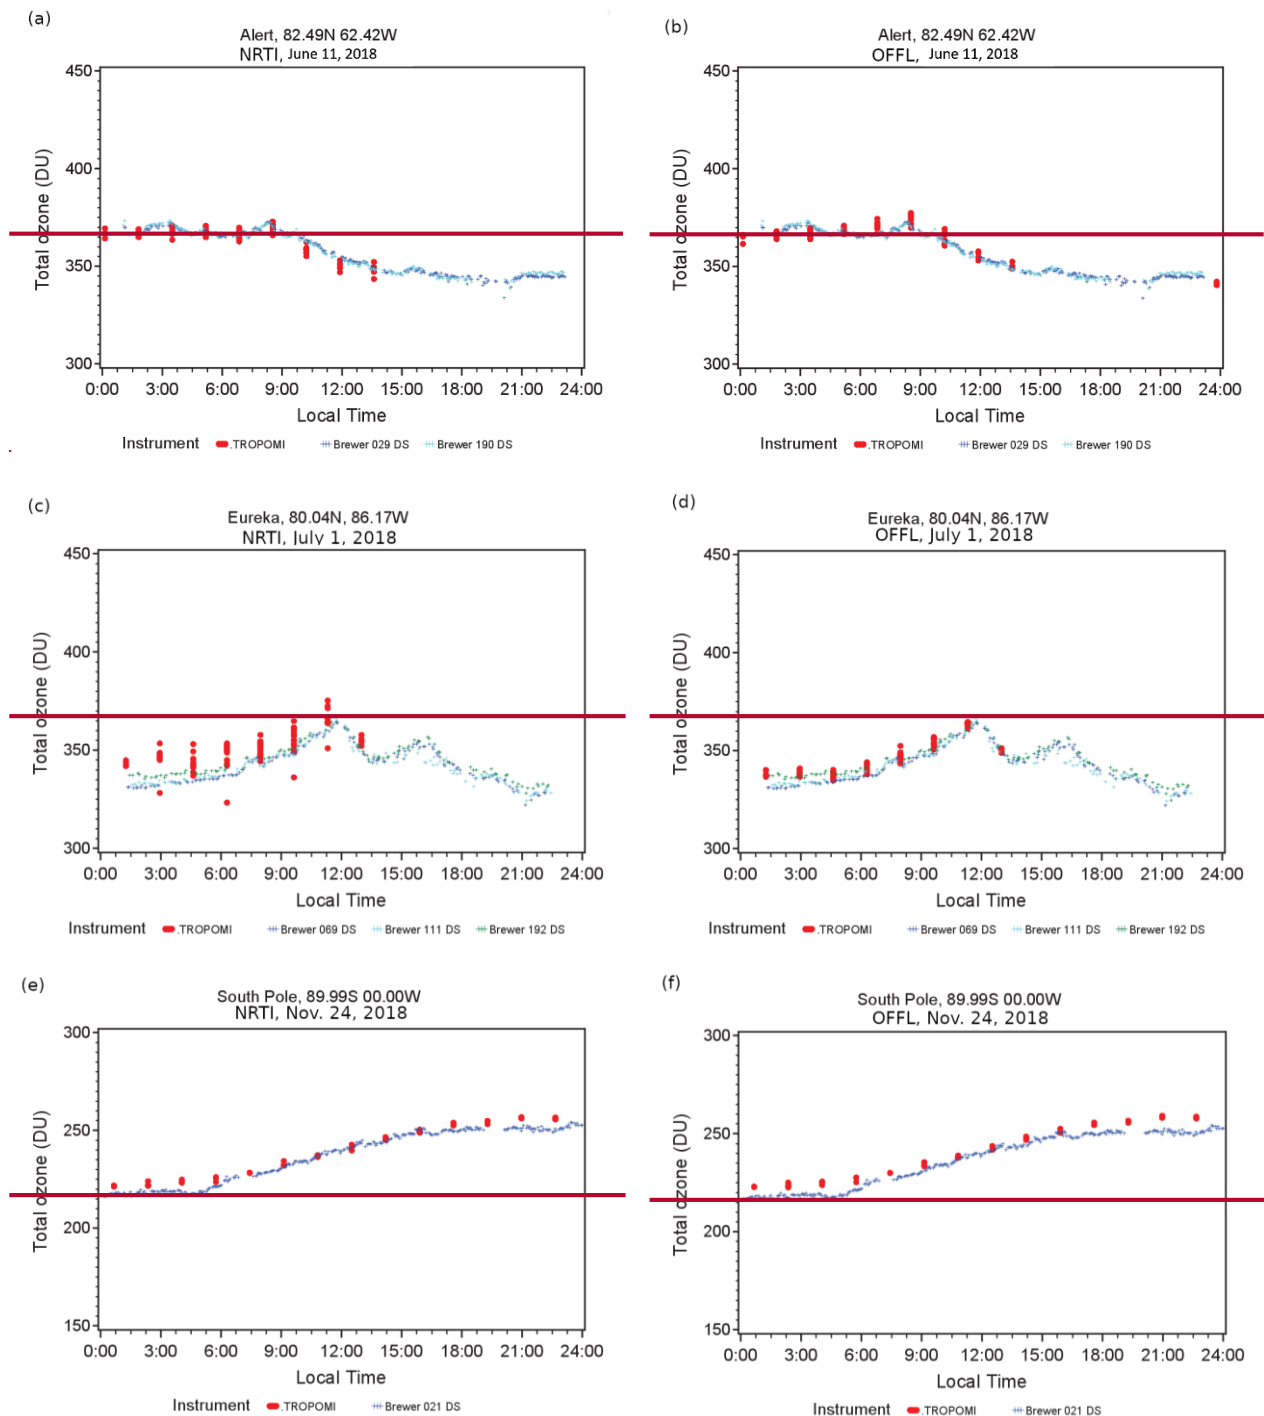 (a)
Alert, 82.49N 62.42W
NRTI, June 11, 2018
Total ozone (DU)
450
400
350
300
0:00 3:00 6:00 9:00 12:00 15:00 18:00 21:00 24:00
Local Time
Instrument .TROPOMI Brewer 029 DS Brewer 190 DS
(b)
Alert, 82.49N 62.42W
OFFL, June 11, 2018
Total ozone (DU)
450
400
350
300
0:00 3:00 6:00 9:00 12:00 15:00 18:00 21:00 24:00
Local Time
Instrument .TROPOMI Brewer 029 DS Brewer 190 DS
(c)
Eureka, 80.04N, 86.17W
NRTI, July 1, 2018
Total ozone (DU)
450
400
350
300
0:00 3:00 6:00 9:00 12:00 15:00 18:00 21:00 24:00
Local Time
Instrument .TROPOMI Brewer 069 DS Brewer 111 DS Brewer 192 DS
(d)
Eureka, 80.04N, 86.17W
OFFL, July 1, 2018
Total ozone (DU)
450
400
350
300
0:00 3:00 6:00 9:00 12:00 15:00 18:00 21:00 24:00
Local Time
Instrument .TROPOMI Brewer 069 DS Brewer 111 DS Brewer 192 DS
(e)
South Pole, 89.99S 00.00W
NRTI, Nov. 24, 2018
Total ozone (DU)
300
250
200
150
0:00 3:00 6:00 9:00 12:00 15:00 18:00 21:00 24:00
Local Time
Instrument .TROPOMI Brewer 021 DS
(f)
South Pole, 89.99S 00.00W
OFFL, Nov. 24, 2018
Total ozone (DU)
300
250
200
150
0:00 3:00 6:00 9:00 12:00 15:00 18:00 21:00 24:00
Local Time
Instrument .TROPOMI Brewer 021 DS